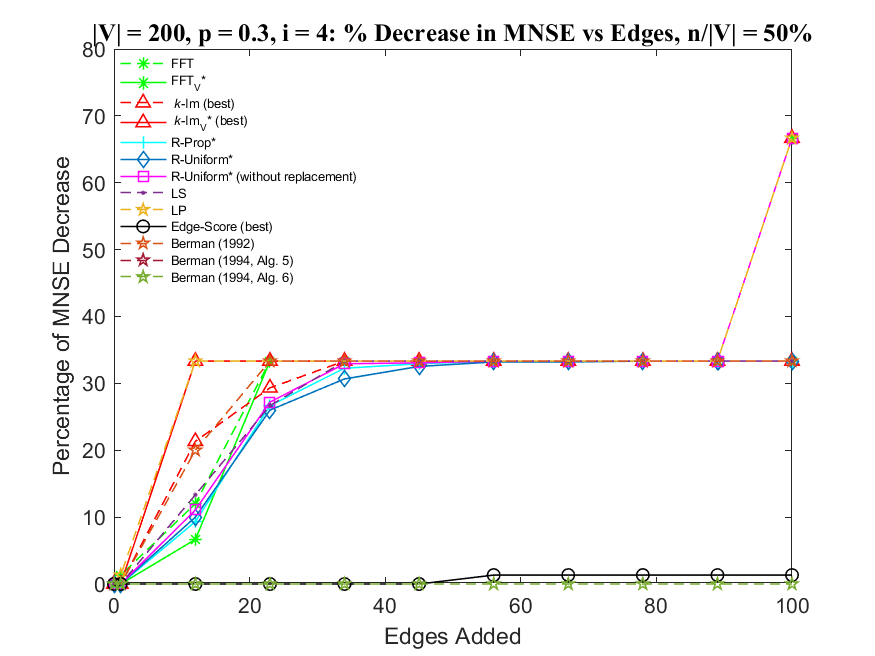 |V| = 200, p = 0.3, i = 4: % Decrease in MNSE vs Edges, n/|V| = 50%
80
70
60
50
40
30
20
10
0
Percentage of MNSE Decrease
FFT
FFT_V*
k-lm (best)
k-lm_V* (best)
R-Prop*
R-Uniform*
R-Uniform* (without replacement)
LS
LP
Edge-Score (best)
Berman (1992)
Berman (1994, Alg. 5)
Berman (1994, Alg. 6)
0 20 40 60 80 100
Edges Added